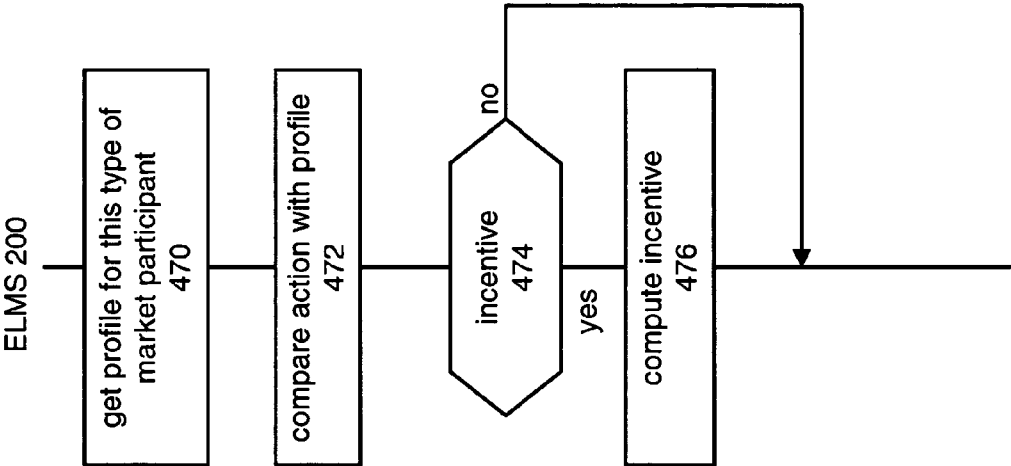 ELMS 200
get profile for this type of
market participant
470
compare action with profile
472
incentive
474
no
yes
compute incentive
476